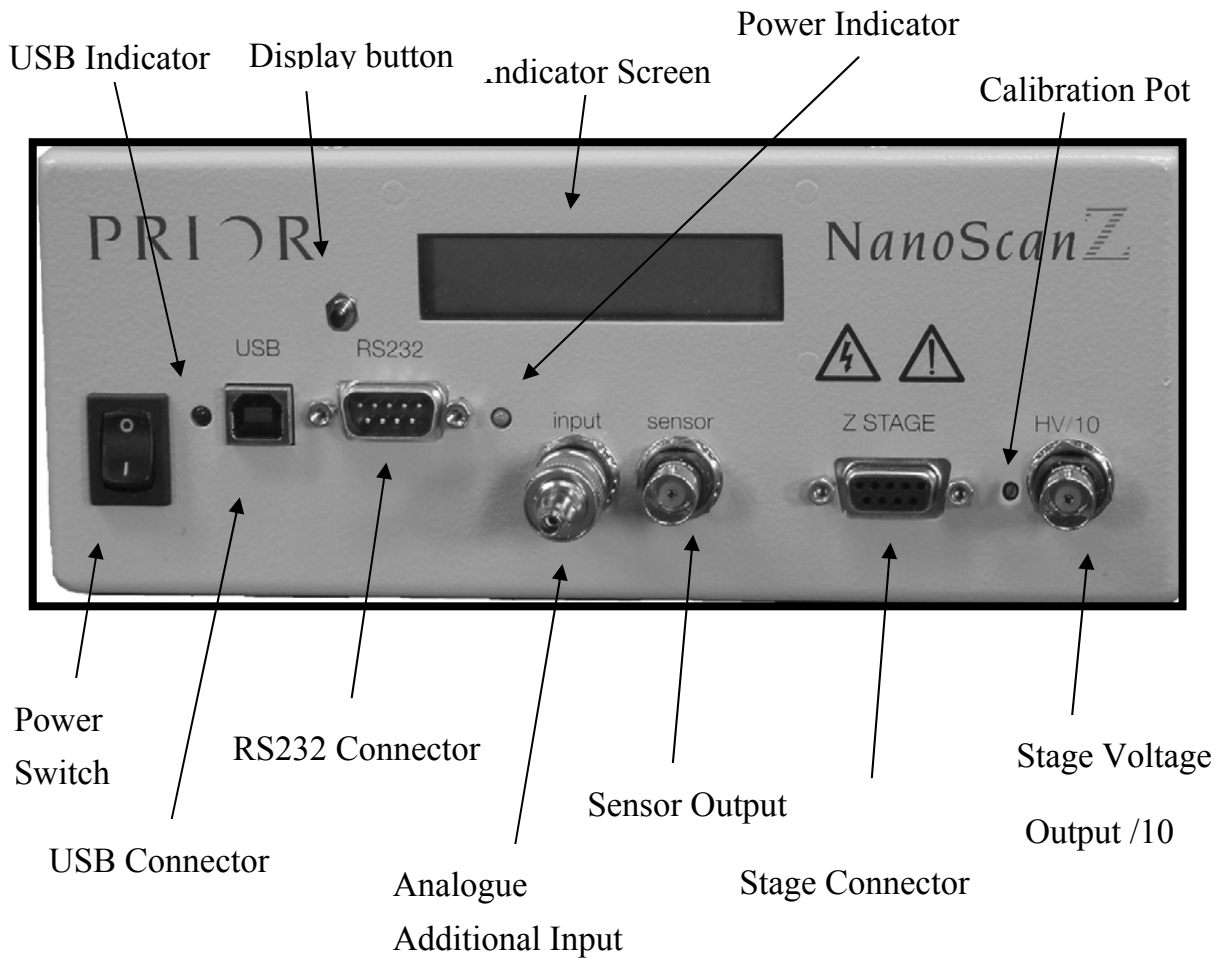 Power Indicator
USB Indicator
Display button
.ndicator Screen
Calibration Pot
PRIOR
NanoScanZ
USB
RS232
O
I
input
sensor
Z STAGE
HV/10
Power
Switch
RS232 Connector
Stage Voltage
Output /10
Sensor Output
USB Connector
Analogue
Additional Input
Stage Connector